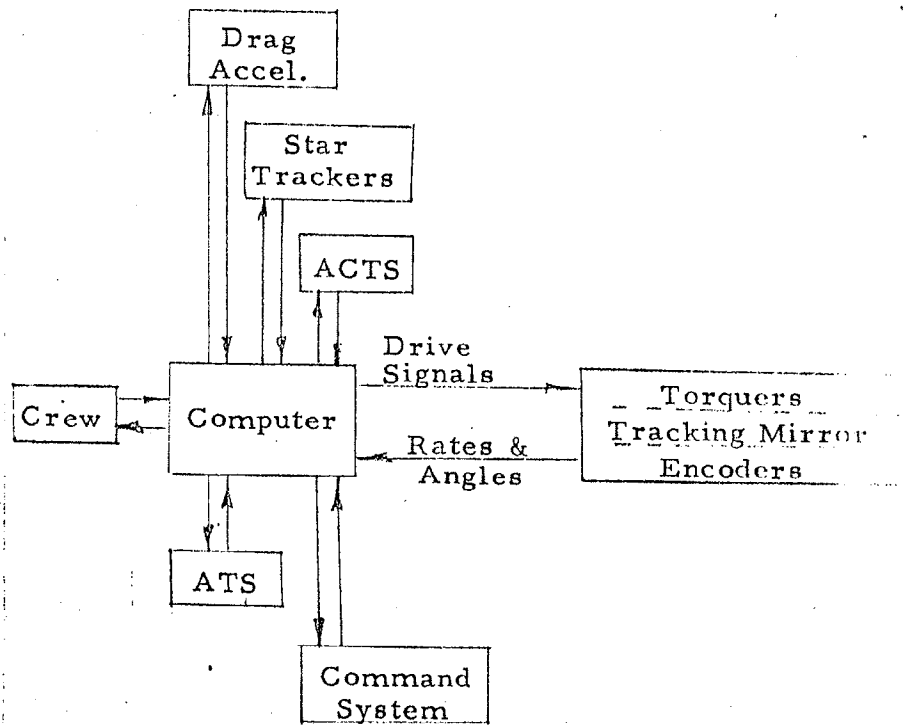 Drag
Accel.
Star
Trackers
ACTS
Drive
Signals
Crew
Computer
Torquers
Tracking Mirror
Encoders
Rates &
Angles
ATS
Command
System